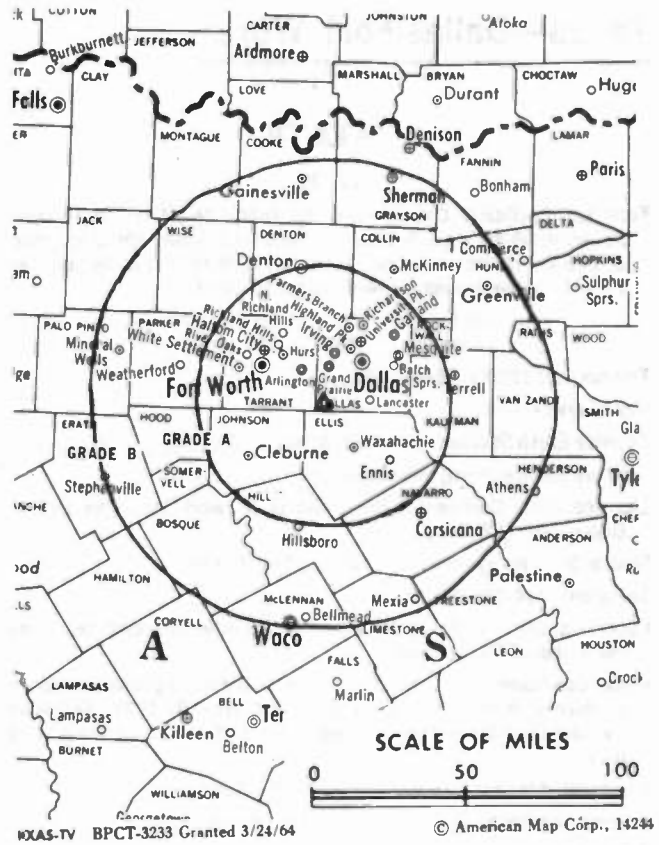 COTTON
CARTER
JOHNSTON
Atoka
JEFFERSON
Burkburnett
Ardmore
CLAY
MARSHALL
BRYAN
CHOCTAW
LOVE
Durant
Falls
MONTAGUE
COOKE
Denison
LAMAR
FANNIN
Paris
Gainesville
Sherman
Bonham
GRAYSON
JACK
WISE
DENTON
COLLIN
DELTA
Commerce
HOPKINS
Denton
McKinney
HUNT
Greenville
Sulphur
Sprs.
Farmers Branch
Richardson
N.
Richland
Hills
Highland Pk.
University Pk.
Irving
Garland
PALO PINTO
PARKER
Richland Hills
Haltom City
River Oaks
White Settlement
Hurst
ROCK-
WALL
RAINS
WOOD
Mineral
Wells
Mesquite
Weatherford
Fort Worth
Arlington
Grand
Prairie
Dallas
Balch
Sprs.
Terrell
VAN ZANDT
TARRANT
DALLAS
Lancaster
SMITH
ERATH
HOOD
JOHNSON
ELLIS
KAUFMAN
GRADE B
GRADE A
Cleburne
Waxahachie
Ennis
HENDERSON
SOMER-
VELL
Stephenville
HILL
NAVARRO
Athens
BOSQUE
Corsicana
Hillsboro
ANDERSON
HAMILTON
Palestine
McLENNAN
Mexia
FREESTONE
Bellmead
CORYELL
Waco
LIMESTONE
A
S
LEON
HOUSTON
FALLS
LAMPASAS
BELL
Marlin
Lampasas
Killeen
Belton
BURNET
SCALE OF MILES
WILLIAMSON
0 50 100
Georgetown
KXAS-TV BPCT-3233 Granted 3/24/64
© American Map Corp., 14244